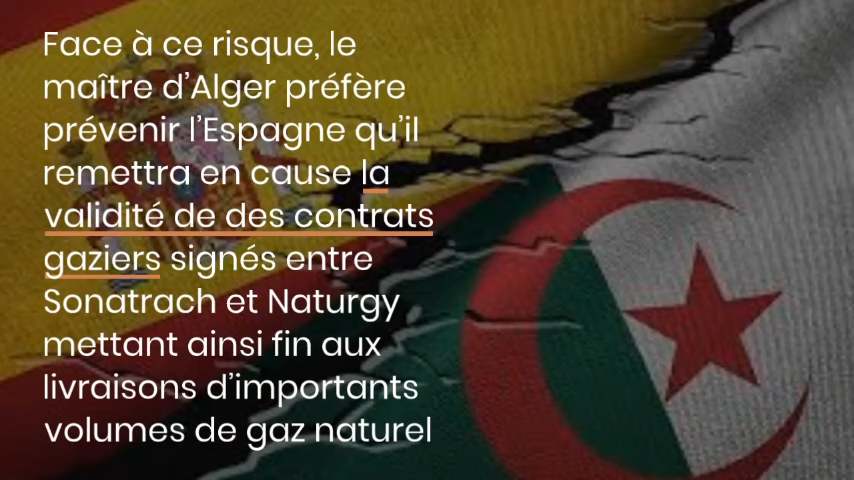 Face à ce risque, le
maître d'Alger préfère
prévenir l'Espagne qu'il
remettra en cause la
validité de des contrats
gaziers signés entre
Sonatrach et Naturgy
mettant ainsi fin aux
livraisons d'importants
volumes de gaz naturel